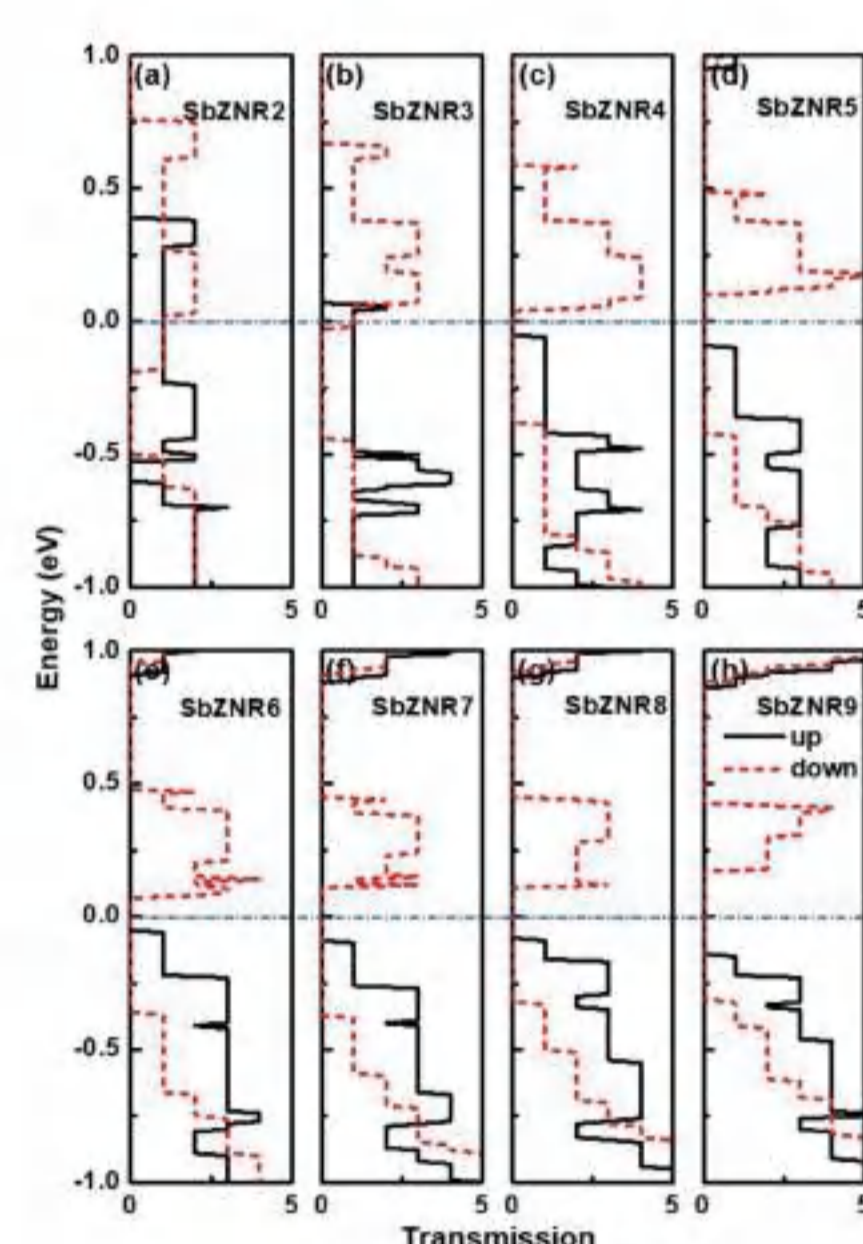 1.0
(a)
(b)
(c)
(d)
SbZNR2
SbZNR3
SbZNR4
SbZNR5
0.5
0.0
-0.5
-1.0
0 5 0 5 0 5 0 5
Energy (eV)
1.0
(e)
(f)
(g)
(h)
SbZNR6
SbZNR7
SbZNR8
SbZNR9
up
down
0.5
0.0
-0.5
-1.0
0 5 0 5 0 5 0 5
Transmission